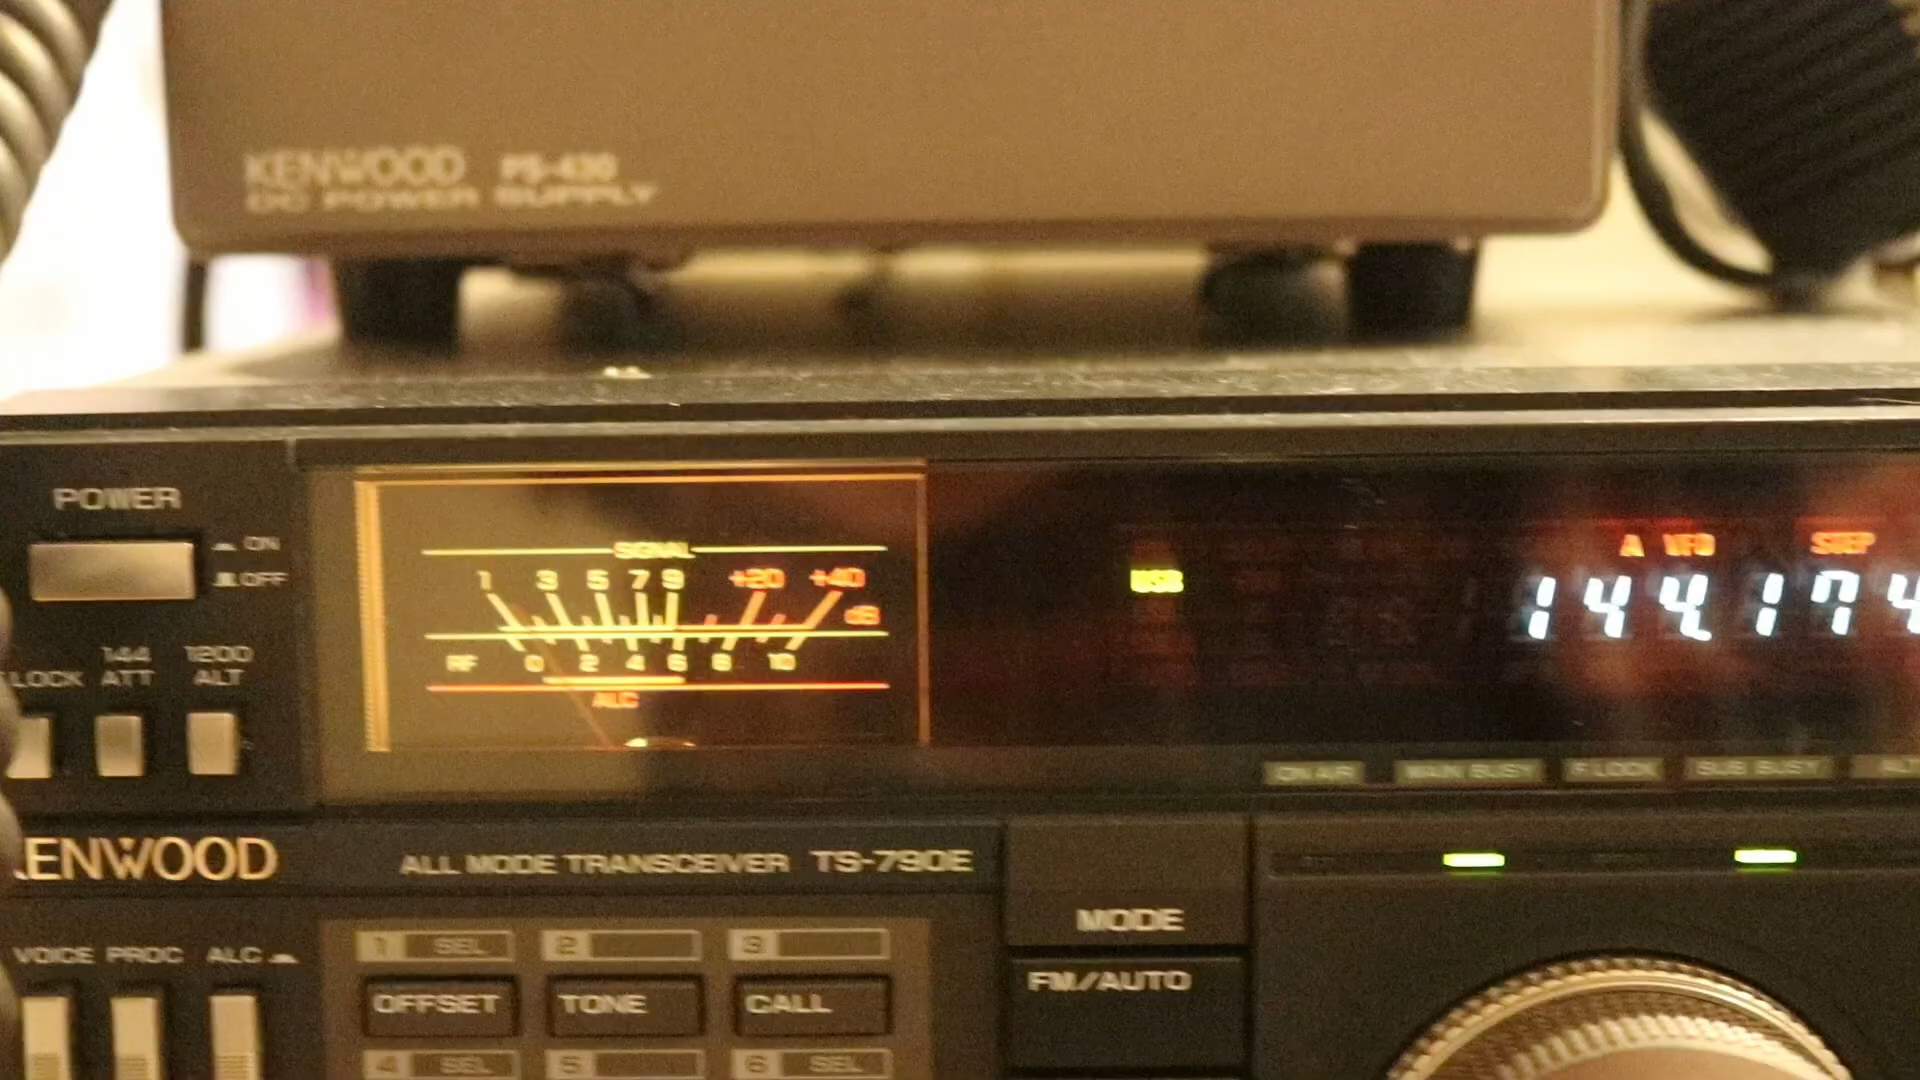 KENWOOD PS-430
DC POWER SUPPLY
POWER
ON
OFF
SIGNAL
1 3 5 7 9 +20 +40
dB
RF 0 2 4 6 8 10
ALC
USB
A VFO STEP
144.174
LOCK
144 ATT
1200 ALT
ON AIR MAIN BUSY F.LOCK SUB BUSY
KENWOOD
ALL MODE TRANSCEIVER TS-790E
MODE
VOICE PROC ALC
1 SEL 2 3
FM/AUTO
OFFSET TONE CALL
4 SEL 5 6 SEL